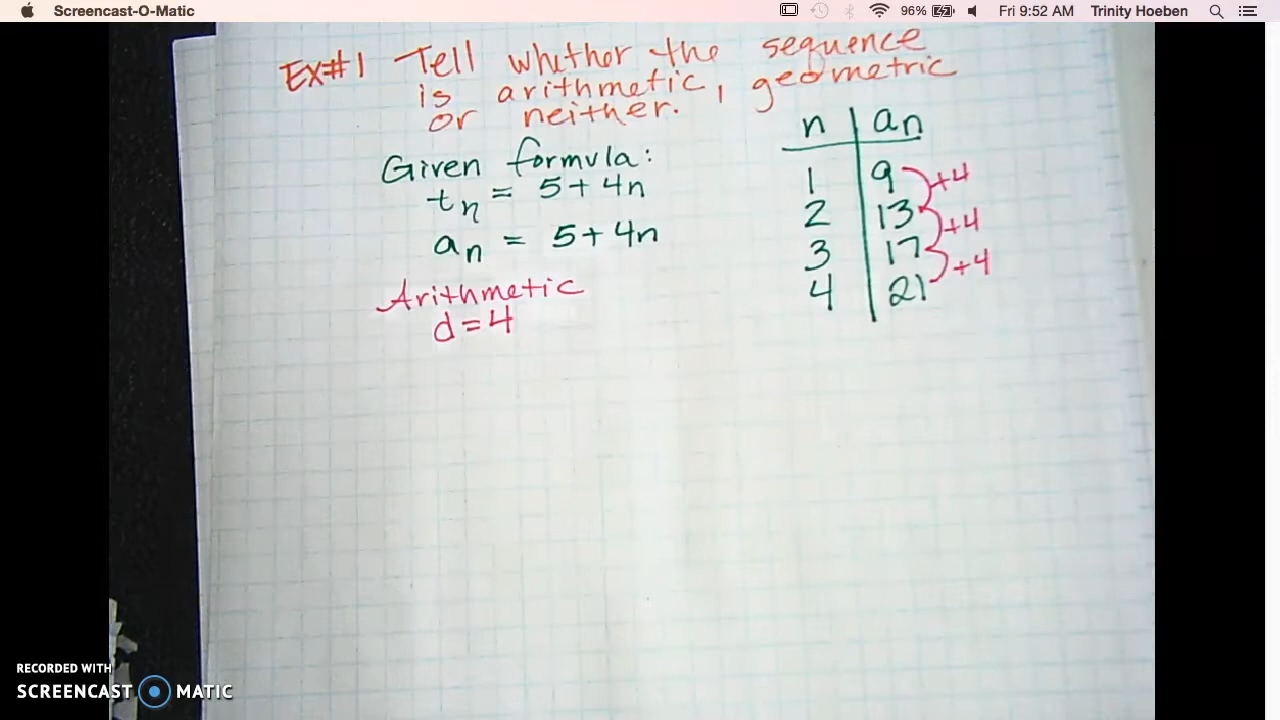 Screencast-O-Matic 96% Fri 9:52 AM Trinity Hoeben
Ex#1 Tell whether the sequence
is arithmetic, geometric
or neither.
Given formula:
tn = 5 + 4n
an = 5 + 4n
Arithmetic
d = 4
n an
1 9 +4
2 13 +4
3 17 +4
4 21
RECORDED WITH
SCREENCAST MATIC